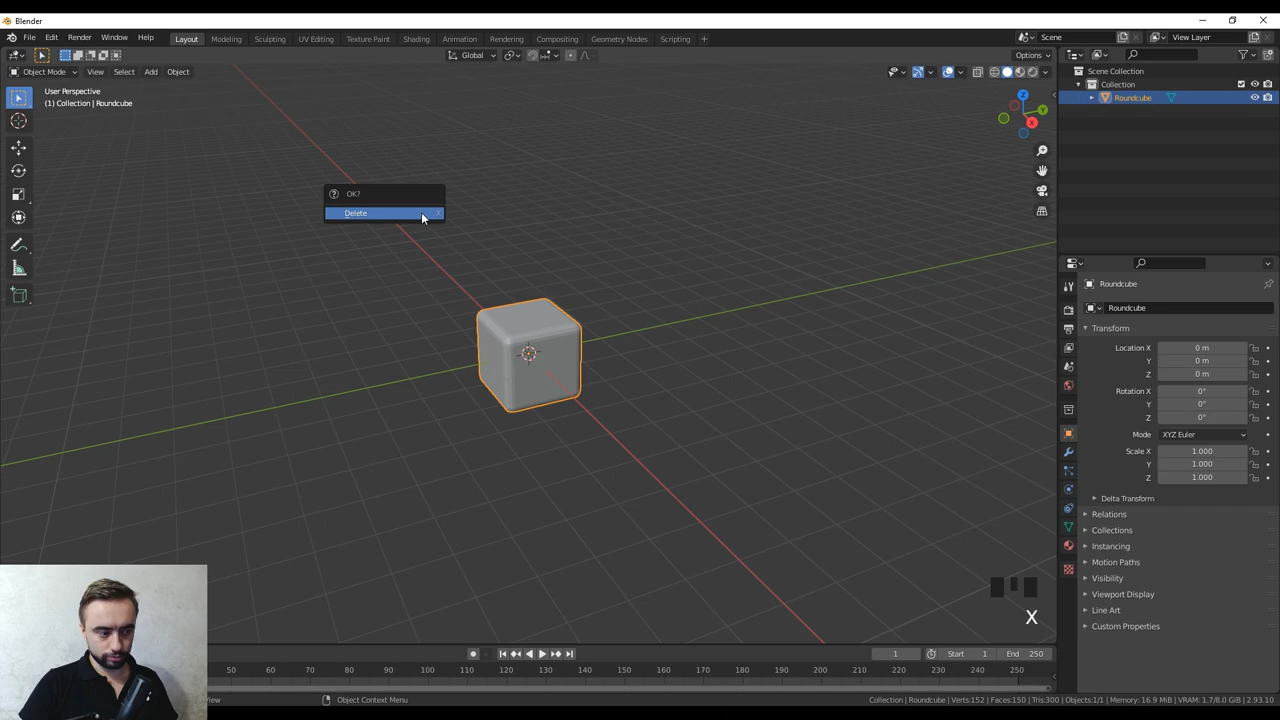 Blender
File Edit Render Window Help Layout Modeling Sculpting UV Editing Texture Paint Shading Animation Compositing Rendering Geometry Nodes Scripting + Scene View Layer
Global Options
Object Mode View Select Add Object
User Perspective
(1) Collection | Roundcube
Scene Collection
Collection
Roundcube
Z
Y
X
OK?
Delete X
Roundcube
Roundcube
Transform
Location X 0 m
Y 0 m
Z 0 m
Rotation X 0°
Y 0°
Z 0°
Mode XYZ Euler
Scale X 1.000
Y 1.000
Z 1.000
Delta Transform
Relations
Collections
Instancing
Motion Paths
Visibility
Viewport Display
Line Art
Custom Properties
X
1 Start 1 End 250
50 60 70 80 90 100 110 120 130 140 150 160 170 180 190 200 210 220 230 240 250
View Object Context Menu Collection | Roundcube | Verts:152 | Faces:150 | Tris:300 | Objects:1/1 | Memory: 16.9 MiB | VRAM: 1.7/8.0 GiB | 2.93.10